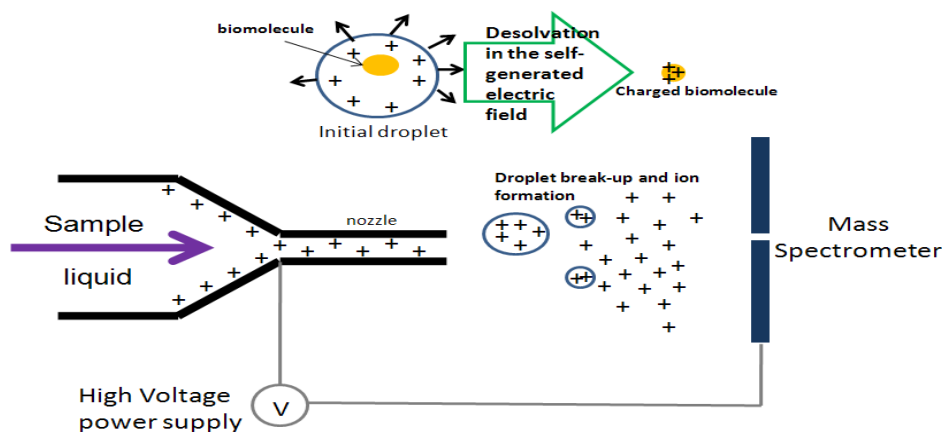 biomolecule
Initial droplet
Desolvation
in the self-
generated
electric
field
Charged biomolecule
Sample
liquid
nozzle
Droplet break-up and ion
formation
Mass
Spectrometer
High Voltage
power supply
V